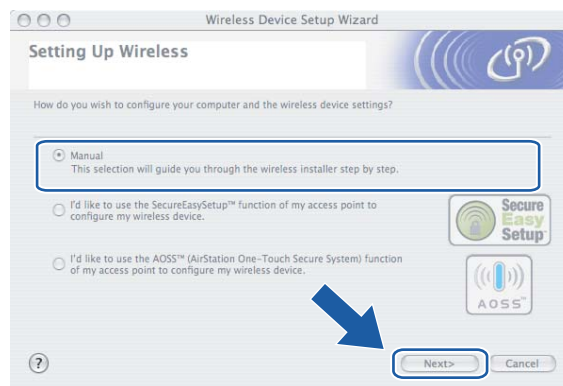 Wireless Device Setup Wizard
Setting Up Wireless
How do you wish to configure your computer and the wireless device settings?
Manual
This selection will guide you through the wireless installer step by step.
I'd like to use the SecureEasySetup™ function of my access point to
configure my wireless device.
Secure
Easy
Setup
I'd like to use the AOSS™ (AirStation One-Touch Secure System) function
of my access point to configure my wireless device.
AOSS™
?
Next>
Cancel